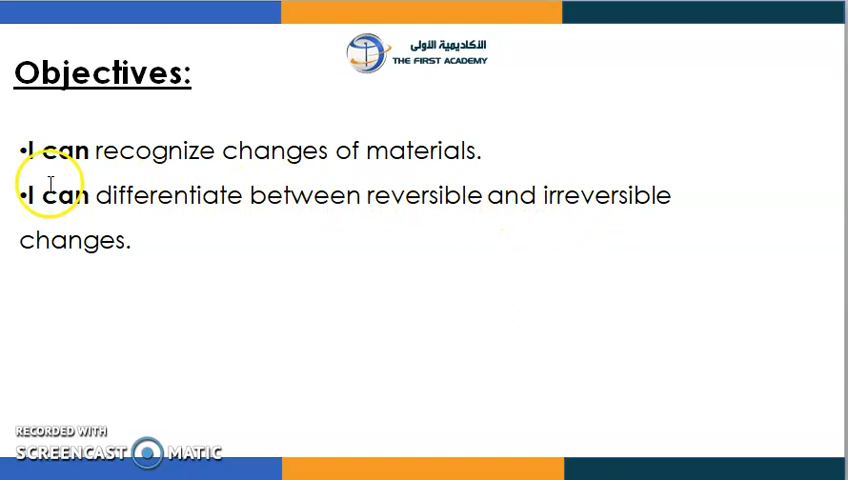 الأكاديمية الأولى
THE FIRST ACADEMY
Objectives:
•I can recognize changes of materials.
•I can differentiate between reversible and irreversible
changes.
RECORDED WITH
SCREENCAST MATIC